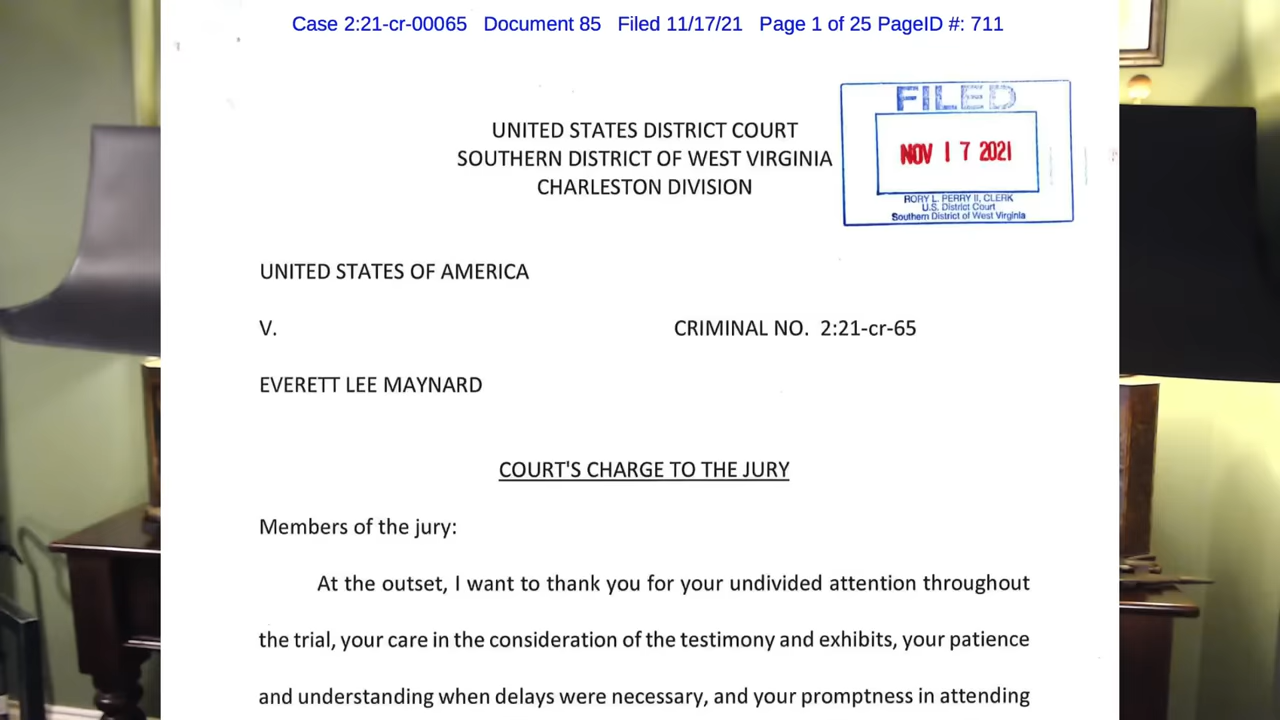 Case 2:21-cr-00065 Document 85 Filed 11/17/21 Page 1 of 25 PageID #: 711
FILED
NOV 17 2021
RORY L. PERRY II, CLERK
U.S. District Court
Southern District of West Virginia
UNITED STATES DISTRICT COURT
SOUTHERN DISTRICT OF WEST VIRGINIA
CHARLESTON DIVISION
UNITED STATES OF AMERICA
V. CRIMINAL NO. 2:21-cr-65
EVERETT LEE MAYNARD
COURT'S CHARGE TO THE JURY
Members of the jury:
At the outset, I want to thank you for your undivided attention throughout
the trial, your care in the consideration of the testimony and exhibits, your patience
and understanding when delays were necessary, and your promptness in attending